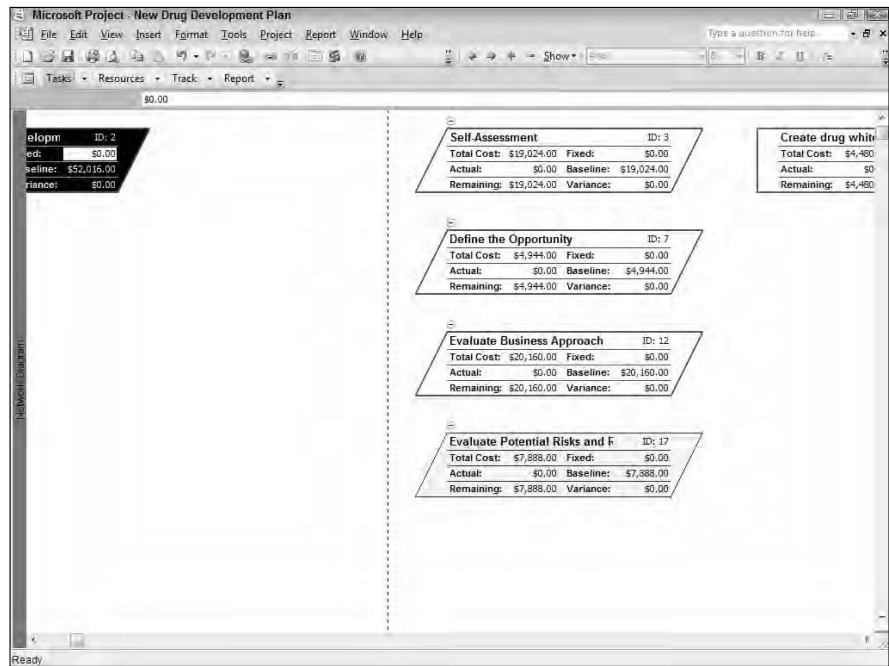 Microsoft Project - New Drug Development Plan
File Edit View Insert Format Tools Project Report Window Help
Type a question for help
Show
Tasks Resources Track Report
$0.00
elopm ID: 2
ed: $0.00
seline: $52,016.00
riance: $0.00
Self-Assessment ID: 3
Total Cost: $19,024.00 Fixed: $0.00
Actual: $0.00 Baseline: $19,024.00
Remaining: $19,024.00 Variance: $0.00
Create drug white
Total Cost: $4,480
Actual: $0
Remaining: $4,480
Define the Opportunity ID: 7
Total Cost: $4,944.00 Fixed: $0.00
Actual: $0.00 Baseline: $4,944.00
Remaining: $4,944.00 Variance: $0.00
Evaluate Business Approach ID: 12
Total Cost: $20,160.00 Fixed: $0.00
Actual: $0.00 Baseline: $20,160.00
Remaining: $20,160.00 Variance: $0.00
Evaluate Potential Risks and R ID: 17
Total Cost: $7,888.00 Fixed: $0.00
Actual: $0.00 Baseline: $7,888.00
Remaining: $7,888.00 Variance: $0.00
Network Diagram
Ready